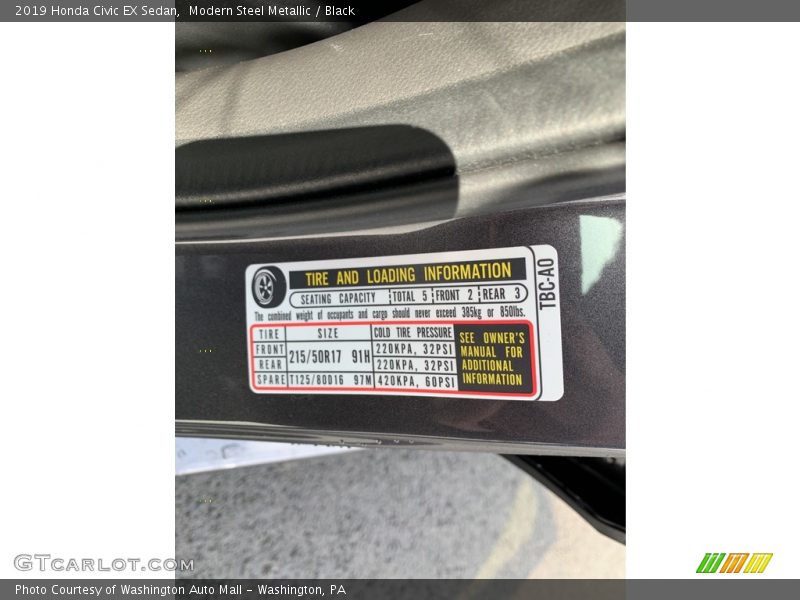 2019 Honda Civic EX Sedan,  Modern Steel Metallic / Black
TIRE AND LOADING INFORMATION
SEATING CAPACITY TOTAL 5 FRONT 2 REAR 3
The combined weight of occupants and cargo should never exceed 385kg or 850lbs.
TIRE SIZE COLD TIRE PRESSURE
FRONT 215/50R17 91H 220KPA, 32PSI
REAR 220KPA, 32PSI
SPARE T125/80D16 97M 420KPA, 60PSI
SEE OWNER'S
MANUAL FOR
ADDITIONAL
INFORMATION
TBC-A0
GTCARLOT.COM
Photo Courtesy of Washington Auto Mall - Washington, PA